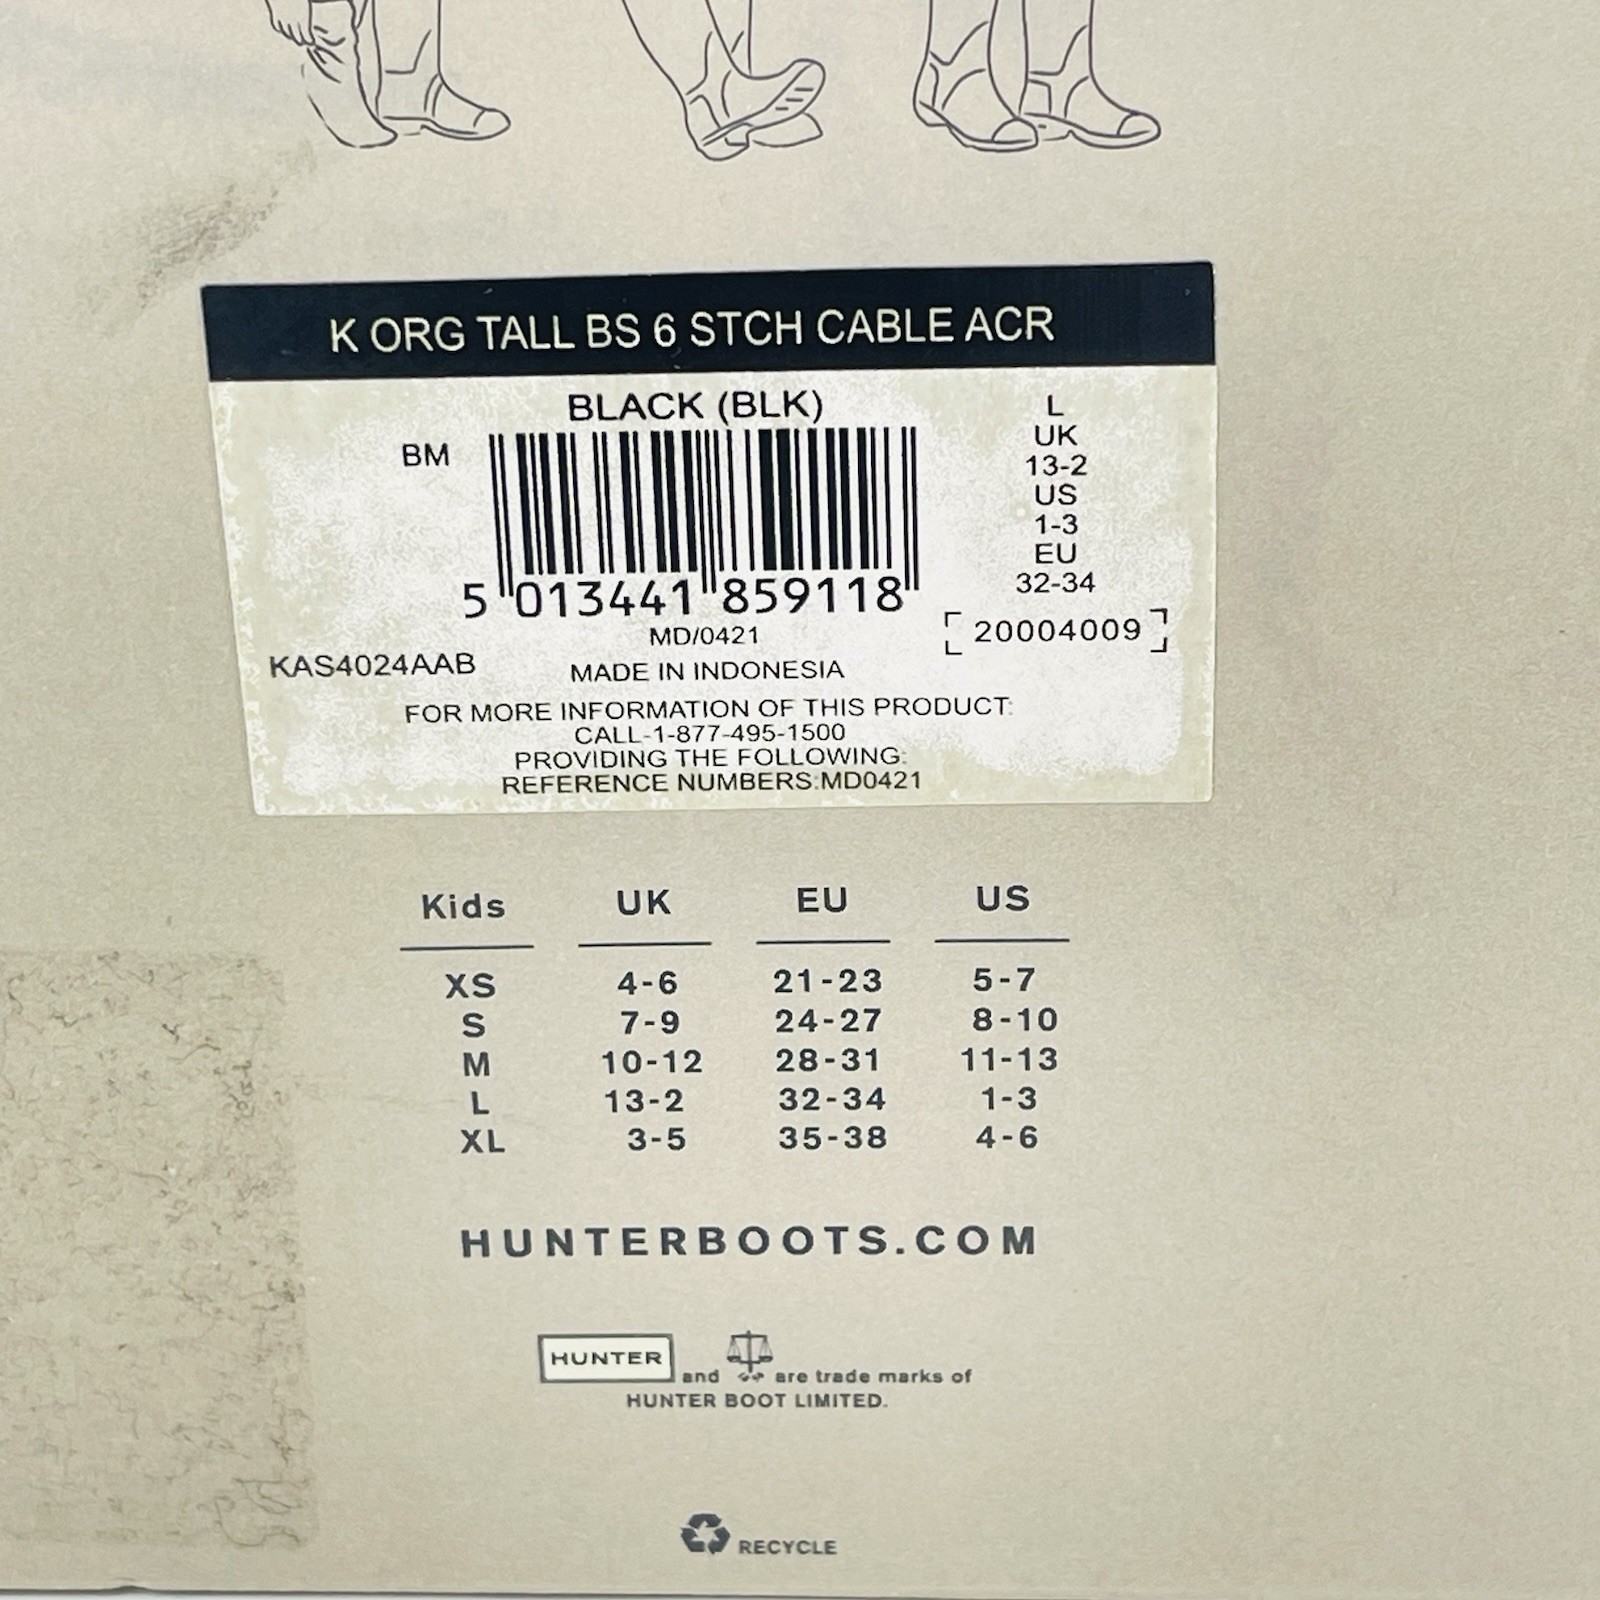 K ORG TALL BS 6 STCH CABLE ACR
BLACK (BLK)
BM
L
UK
13-2
US
1-3
EU
32-34
5 013441 859118
[20004009]
MD/0421
KAS4024AAB
MADE IN INDONESIA
FOR MORE INFORMATION OF THIS PRODUCT:
CALL-1-877-495-1500
PROVIDING THE FOLLOWING:
REFERENCE NUMBERS:MD0421
Kids UK EU US
XS 4-6 21-23 5-7
S 7-9 24-27 8-10
M 10-12 28-31 11-13
L 13-2 32-34 1-3
XL 3-5 35-38 4-6
HUNTERBOOTS.COM
HUNTER and are trade marks of
HUNTER BOOT LIMITED.
RECYCLE